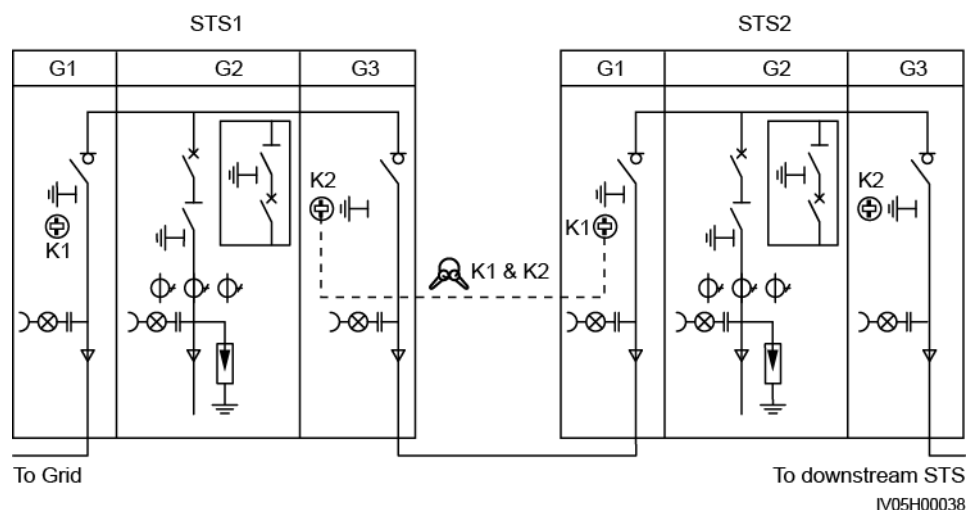 STS1
STS2
G1
G2
G3
G1
G2
G3
K2
K2
K1
K1
K1 & K2
To Grid
To downstream STS
IV05H00038